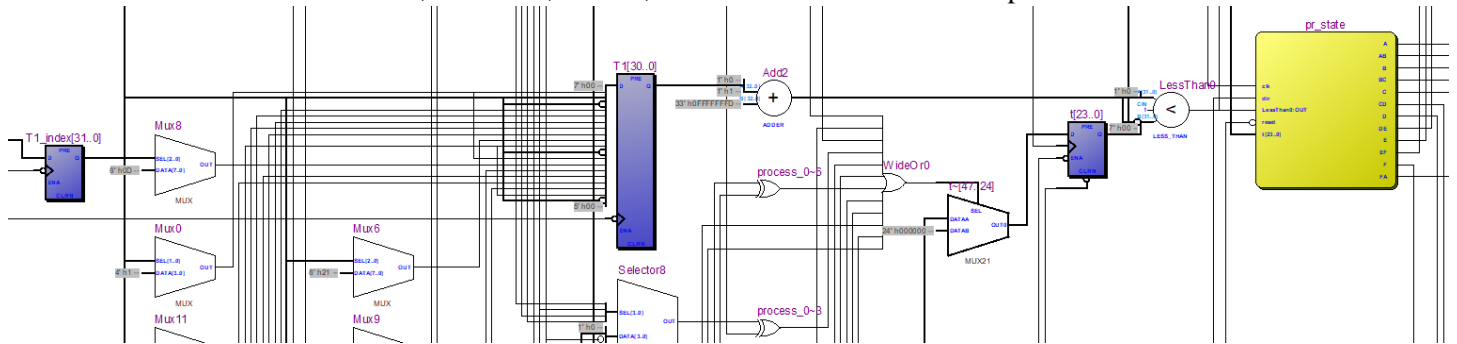 pr_state
T1[30..0]
Add2
LessThan0
7' h00 --
PRE
D Q
1' h0 --
1' h1 --
33' h0FFFFFFFD --
ADDER
1' h0 --
CIN
LESS_THAN
t[23..0]
7' h00 --
PRE
D Q
ENA
CLRN
clk
dir
LessThan0:OUT
reset
t[23..0]
A
AB
B
BC
C
CD
D
DE
E
EF
F
FA
T1_index[31..0]
PRE
D Q
ENA
CLRN
Mux8
SEL(2..0)
DATA(7..0)
OUT
8' h0D --
MUX
5' h00 --
ENA
CLRN
process_0~6
WideOr0
t~[47..24]
SEL
DATAA
DATAB
OUT0
24' h000000 --
MUX21
Mux0
SEL(1..0)
DATA(3..0)
OUT
4' h1 --
MUX
Mux6
SEL(2..0)
DATA(7..0)
OUT
8' h21 --
MUX
Selector8
SEL(3..0)
DATA(3..0)
OUT
1' h0 --
process_0~3
Mux11
Mux9